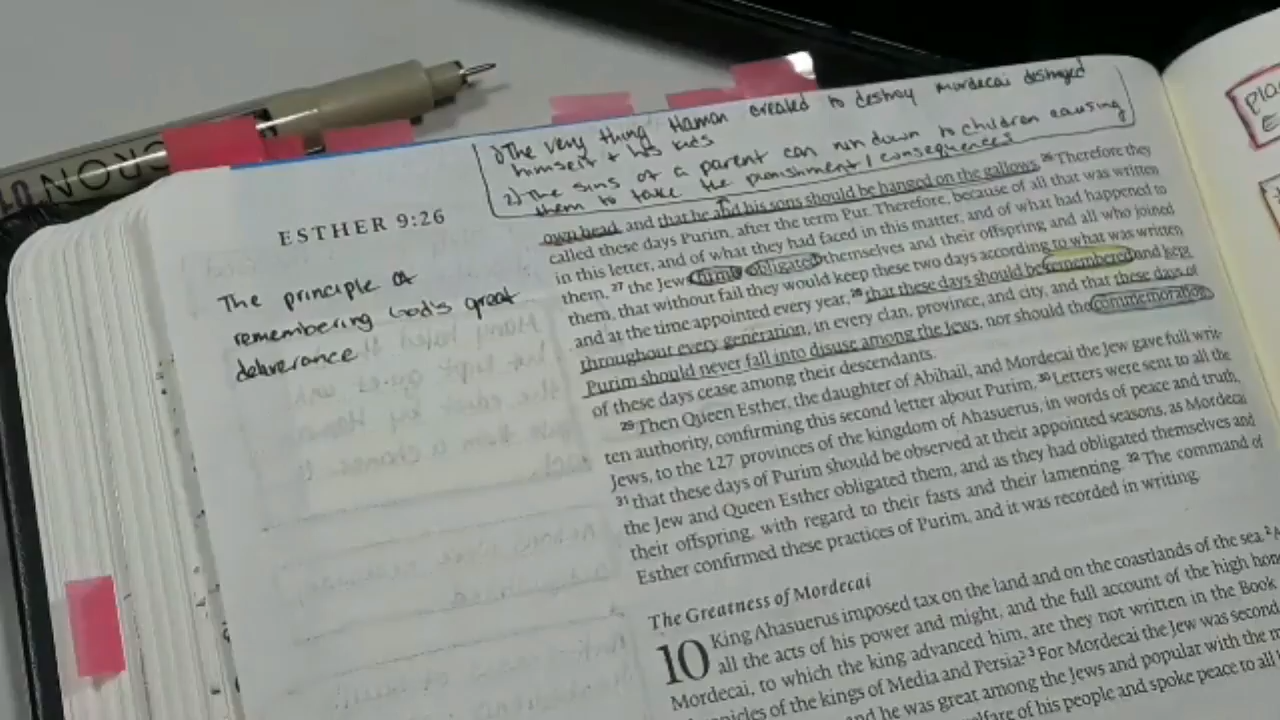 1) The very thing Haman created to destroy Mordecai destroyed
himself + his kids
2) The sins of a parent can run down to children causing
them to take the punishment / consequences
ESTHER 9:26
The principle of
remembering God's great
deliverance
own head, and that he and his sons should be hanged on the gallows. 26 Therefore they
called these days Purim, after the term Pur. Therefore, because of all that was written
in this letter, and of what they had faced in this matter, and of what had happened to
them, 27 the Jews firmly obligated themselves and their offspring and all who joined
them, that without fail they would keep these two days according to what was written
and at the time appointed every year, 28 that these days should be remembered and kept
throughout every generation, in every clan, province, and city, and that these days of
Purim should never fall into disuse among the Jews, nor should the commemoration
of these days cease among their descendants.
29 Then Queen Esther, the daughter of Abihail, and Mordecai the Jew gave full writ-
ten authority, confirming this second letter about Purim. 30 Letters were sent to all the
Jews, to the 127 provinces of the kingdom of Ahasuerus, in words of peace and truth,
31 that these days of Purim should be observed at their appointed seasons, as Mordecai
the Jew and Queen Esther obligated them, and as they had obligated themselves and
their offspring, with regard to their fasts and their lamenting. 32 The command of
Esther confirmed these practices of Purim, and it was recorded in writing.
The Greatness of Mordecai
10 King Ahasuerus imposed tax on the land and on the coastlands of the sea. 2
all the acts of his power and might, and the full account of the high
Mordecai, to which the king advanced him, are they not written in the Book
of the kings of Media and Persia? 3 For Mordecai the Jew was second
and he was great among the Jews and popular with the
of his people and spoke peace to all